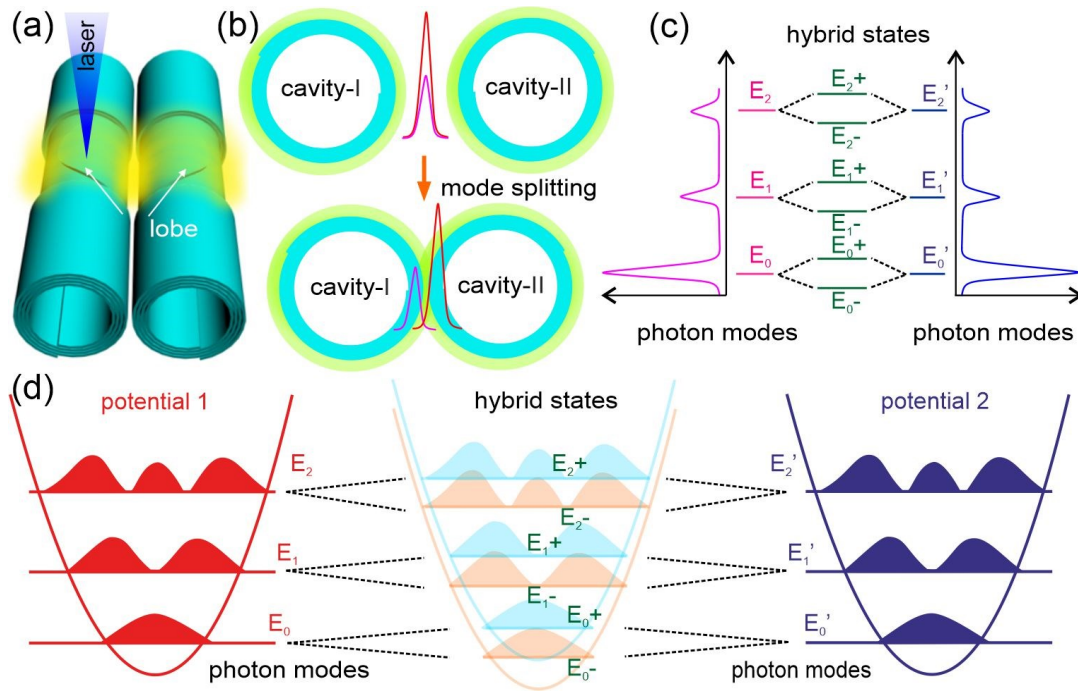 (a)
laser
lobe
(b)
cavity-I
cavity-II
mode splitting
cavity-I
cavity-II
(c)
hybrid states
E₂
E₂+
E₂-
E₂'
E₁
E₁+
E₁-
E₁'
E₀
E₀+
E₀-
E₀'
photon modes
photon modes
(d)
potential 1
hybrid states
potential 2
E₂
E₂+
E₂-
E₂'
E₁
E₁+
E₁-
E₁'
E₀
E₀+
E₀-
E₀'
photon modes
photon modes